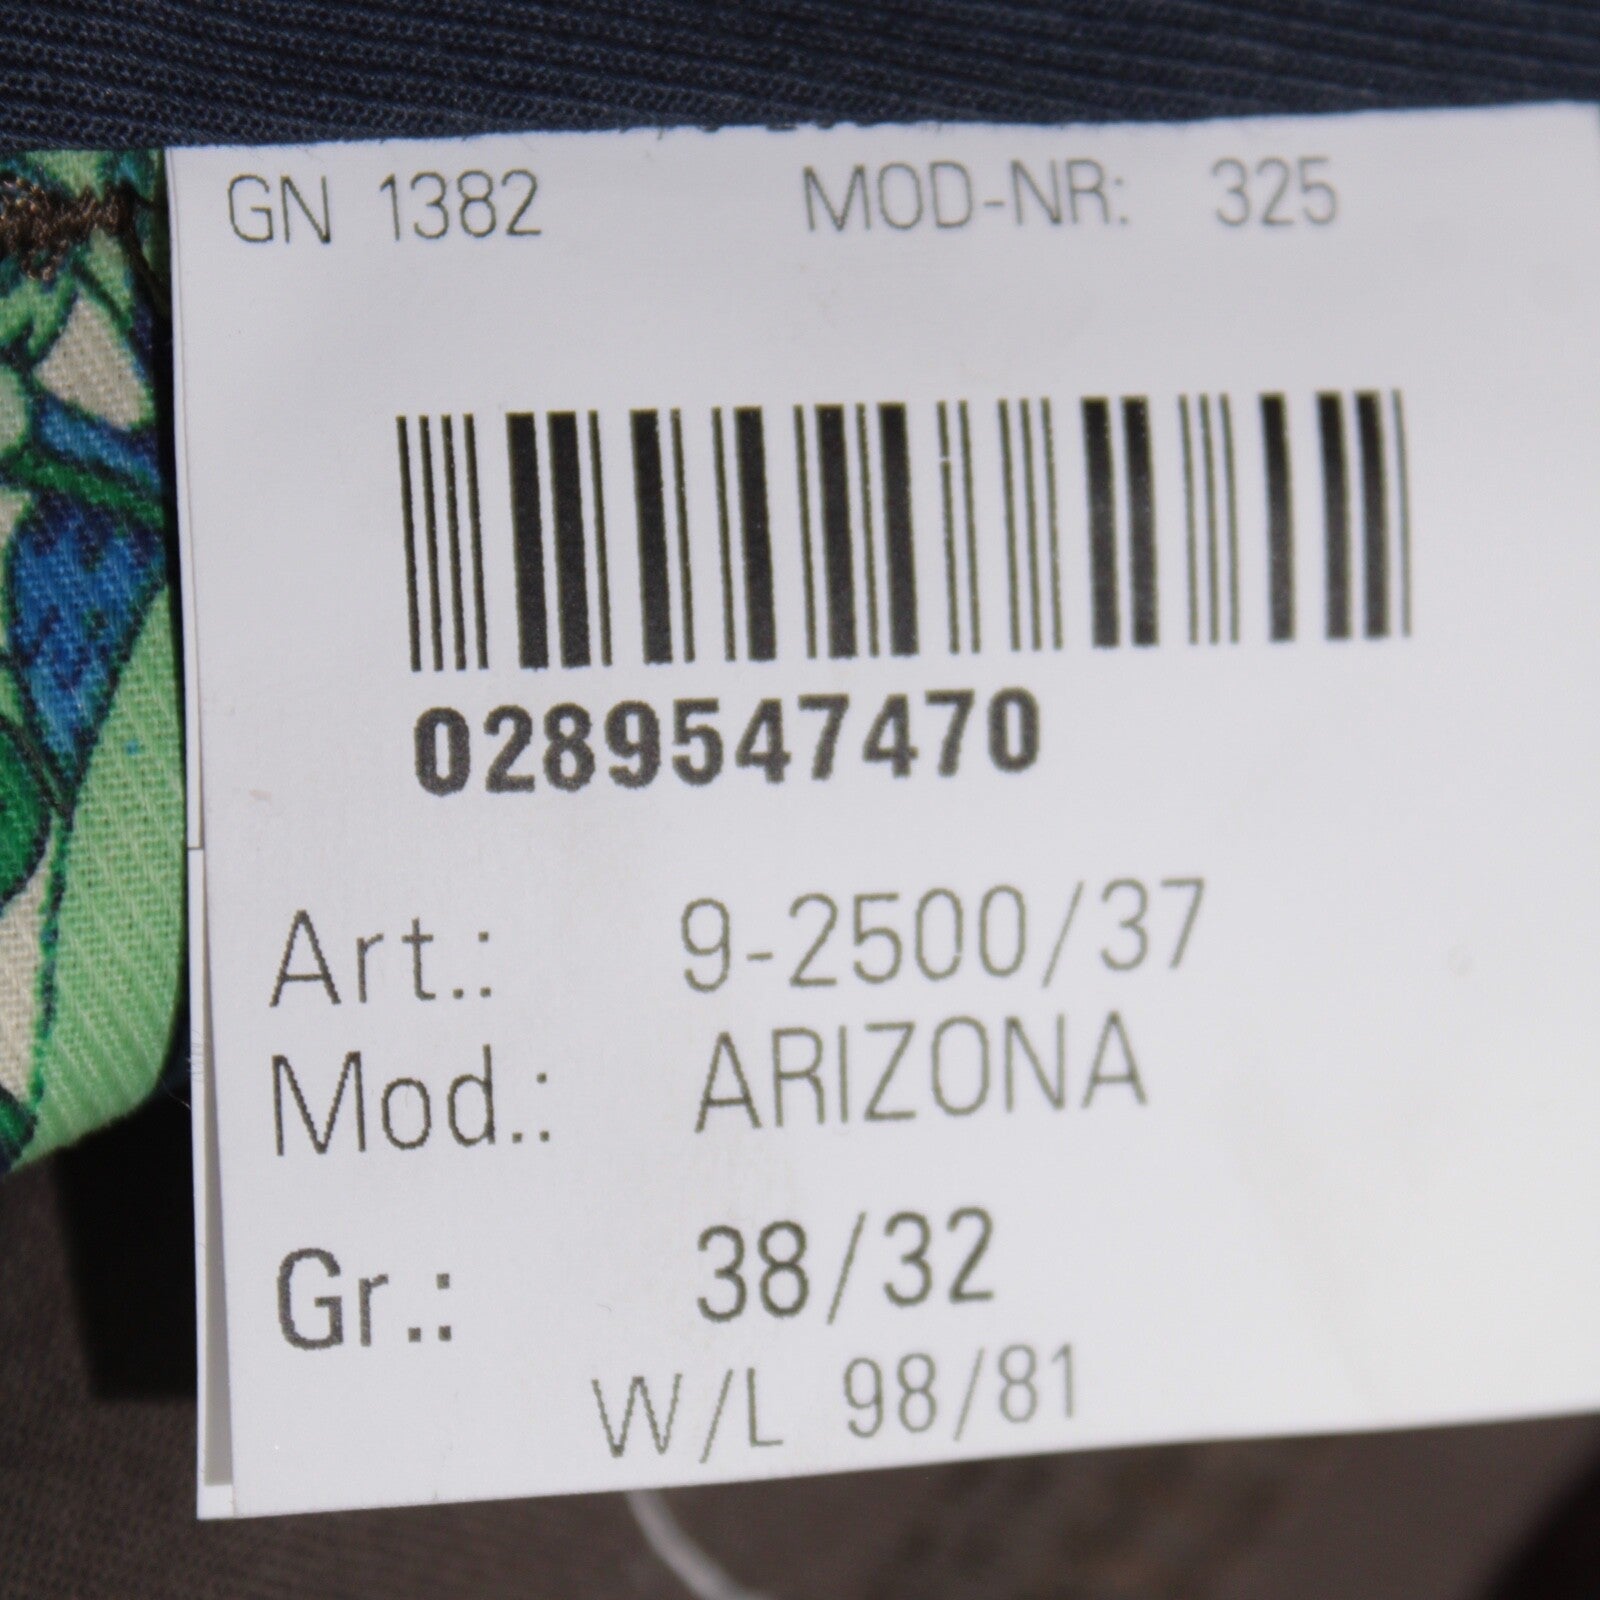 GN 1382 MOD-NR: 325
0289547470
Art.: 9-2500/37
Mod.: ARIZONA
Gr.: 38/32
W/L 98/81